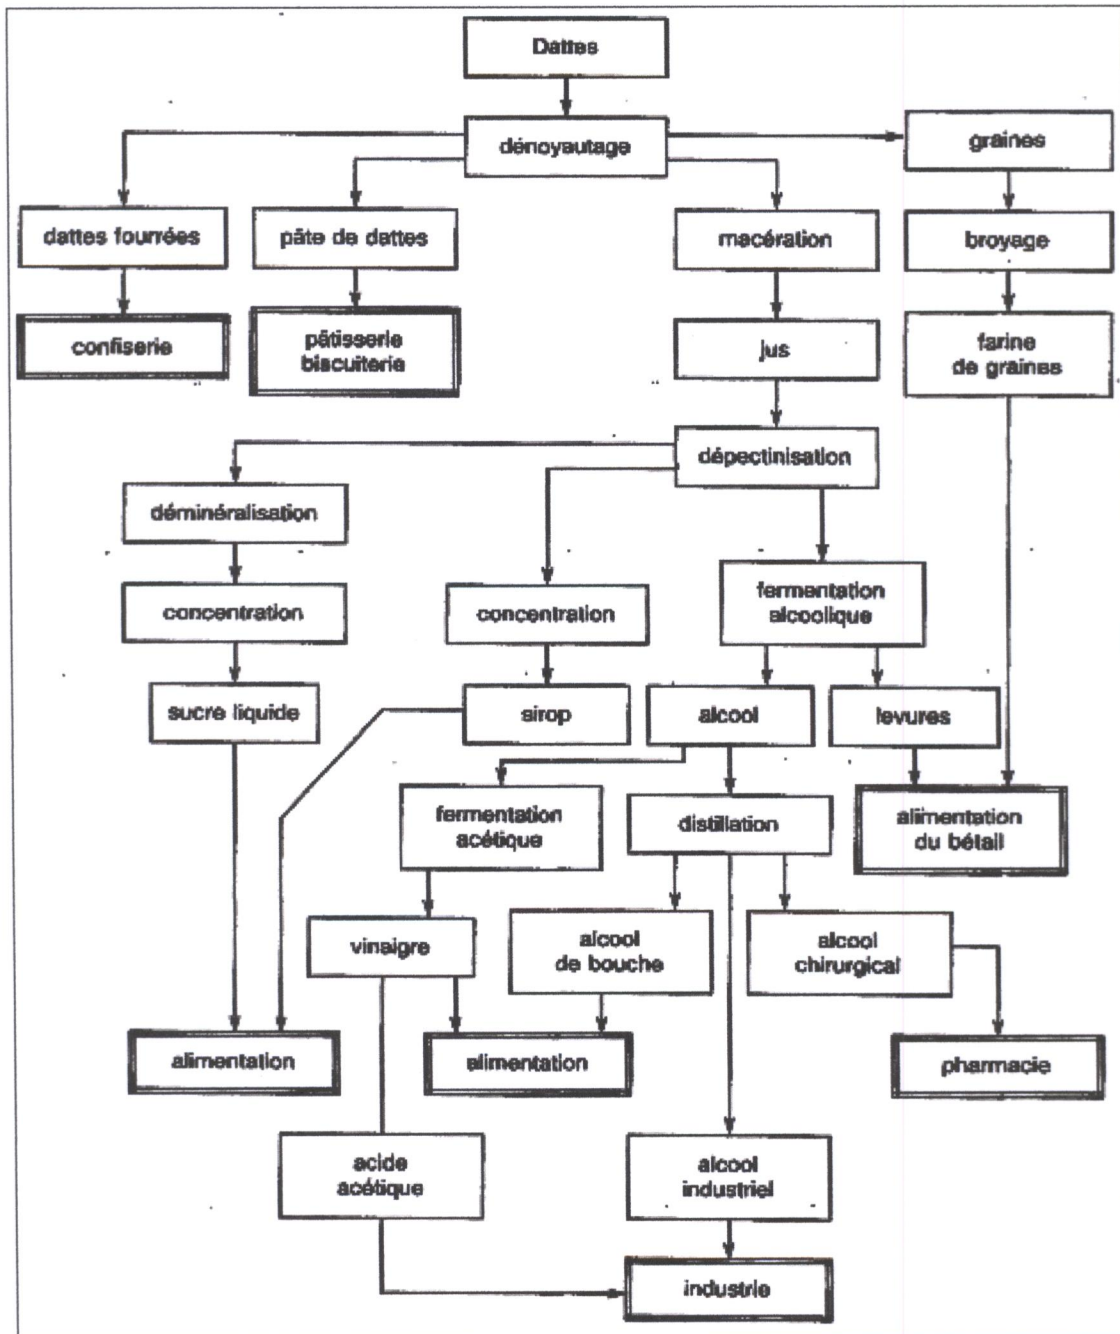 Dattes
dénoyautage
graines
dattes fourrées
pâte de dattes
macération
broyage
confiserie
pâtisserie
biscuiterie
jus
farine
de graines
dépectinisation
déminéralisation
concentration
concentration
fermentation
alcoolique
sucre liquide
sirop
alcool
levures
fermentation
acétique
distillation
alimentation
du bétail
vinaigre
alcool
de bouche
alcool
chirurgical
alimentation
alimentation
pharmacie
acide
acétique
alcool
industriel
industrie